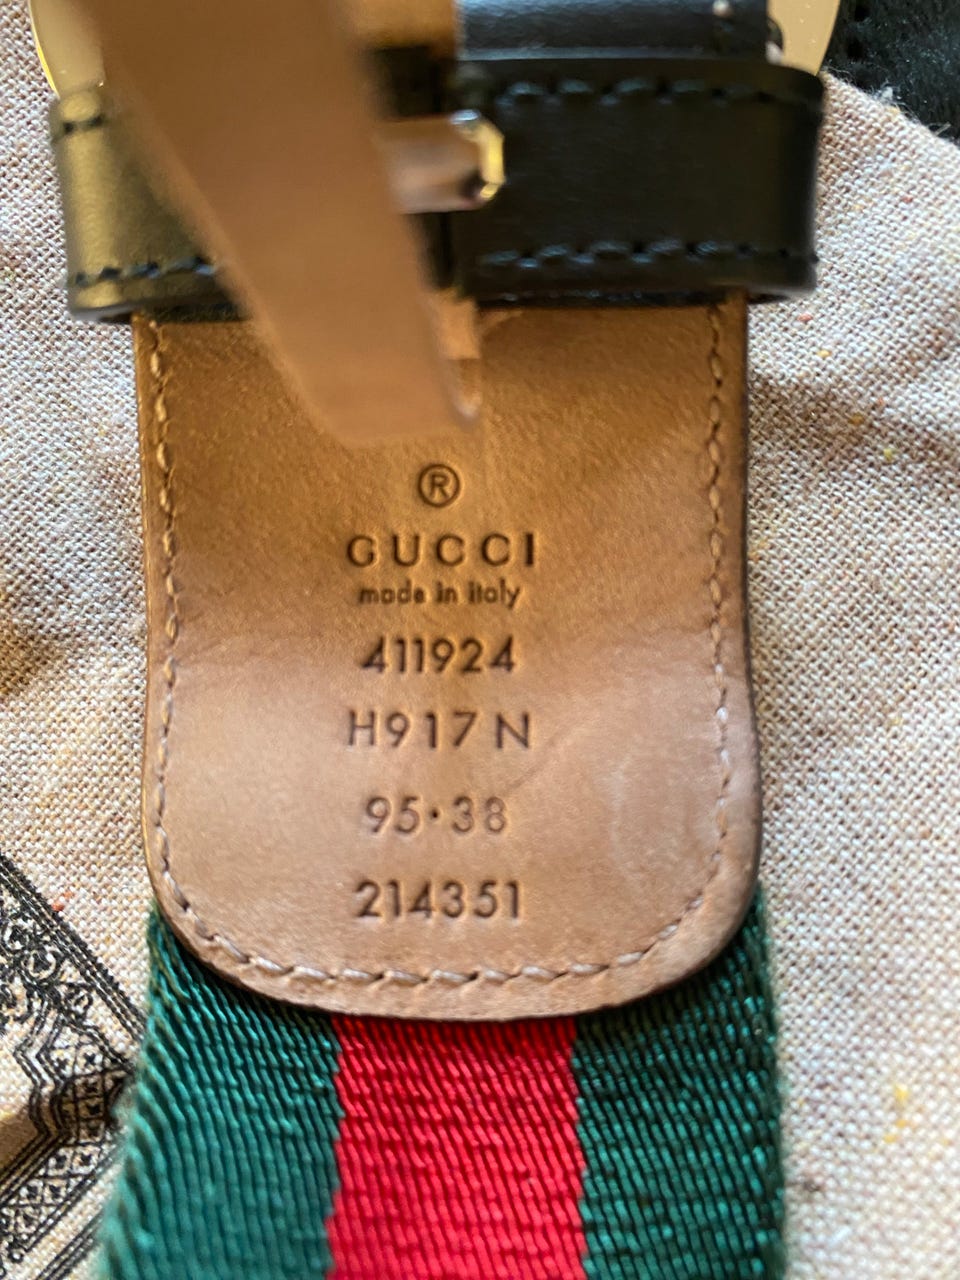 ®
GUCCI
made in italy
411924
H917N
95·38
214351